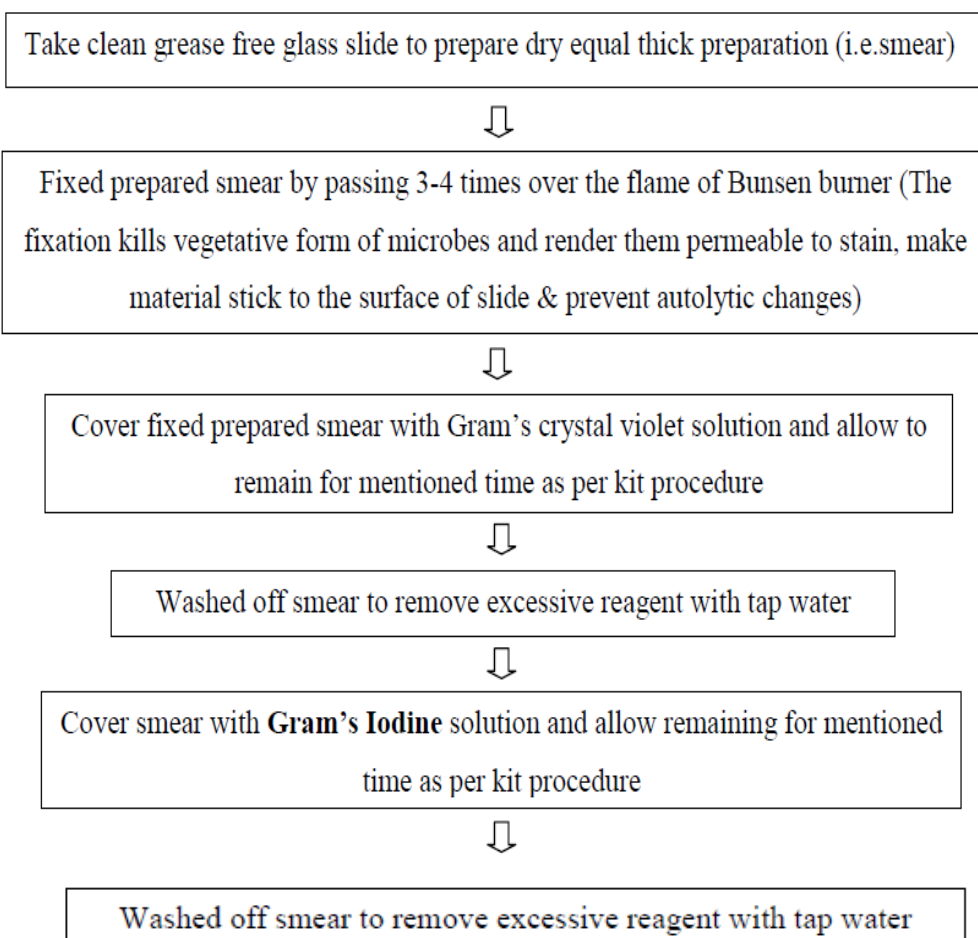 Take clean grease free glass slide to prepare dry equal thick preparation (i.e.smear)
Fixed prepared smear by passing 3-4 times over the flame of Bunsen burner (The
fixation kills vegetative form of microbes and render them permeable to stain, make
material stick to the surface of slide & prevent autolytic changes)
Cover fixed prepared smear with Gram’s crystal violet solution and allow to
remain for mentioned time as per kit procedure
Washed off smear to remove excessive reagent with tap water
Cover smear with Gram’s Iodine solution and allow remaining for mentioned
time as per kit procedure
Washed off smear to remove excessive reagent with tap water